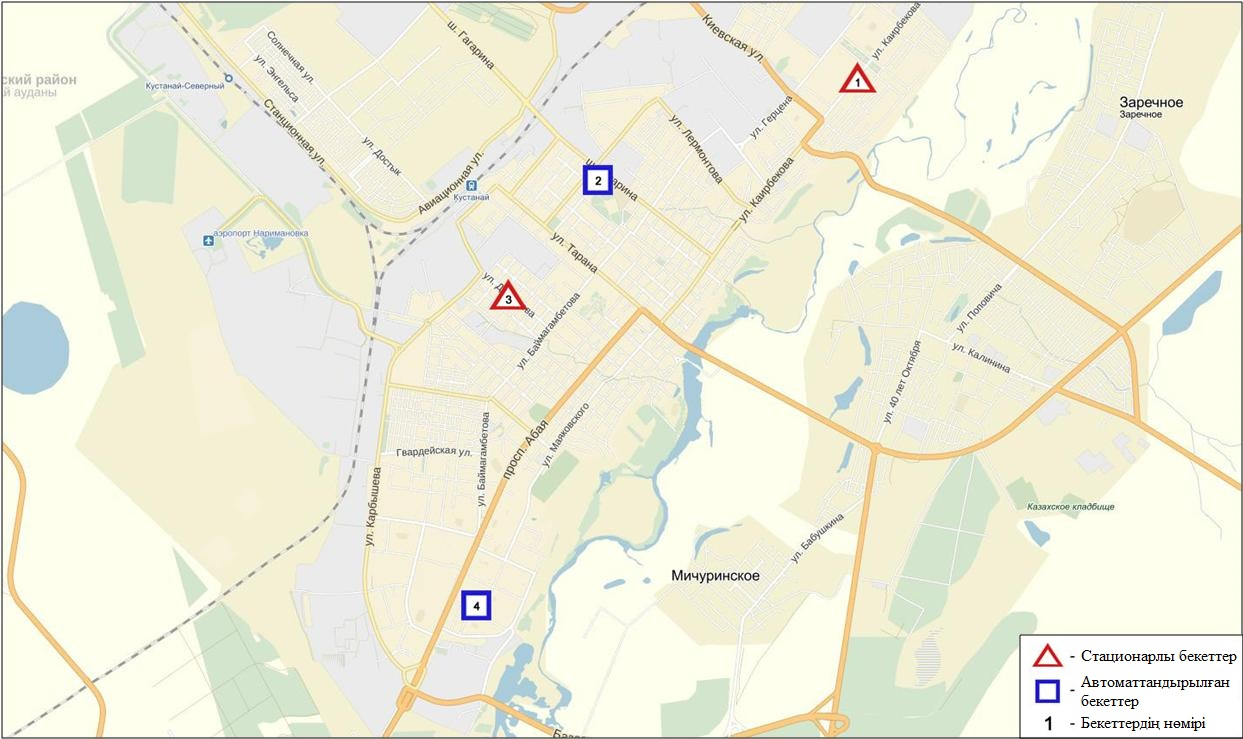 Киевская ул.
ул. Каирбекова
ш. Гагарина
Солнечная ул.
ул. Энгельса
ский район
й ауданы
Кустанай-Северный
1
Заречное
Заречное
Станционная ул.
ул. Герцена
ул. Лермонтова
ул. Достык
Авиационная ул.
2
Кустанай
ул. Каирбекова
аэропорт Наримановка
ул. Тарана
3
ул. Баймагамбетова
ул. Поповича
ул. Калинина
ул. 40 лет Октября
просп. Абая
ул. Маяковского
Гвардейская ул.
ул. Баймагамбетова
ул. Карбышева
Казахское кладбище
ул. Бабушкина
Мичуринское
4
- Стационарлы бекеттер
- Автоматтандырылған
бекеттер
1 - Бекеттердің нөмірі